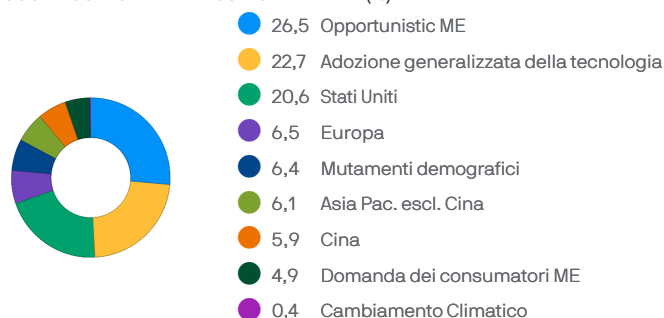 26,5 Opportunistic ME
22,7 Adozione generalizzata della tecnologia
20,6 Stati Uniti
6,5 Europa
6,4 Mutamenti demografici
6,1 Asia Pac. escl. Cina
5,9 Cina
4,9 Domanda dei consumatori ME
0,4 Cambiamento Climatico